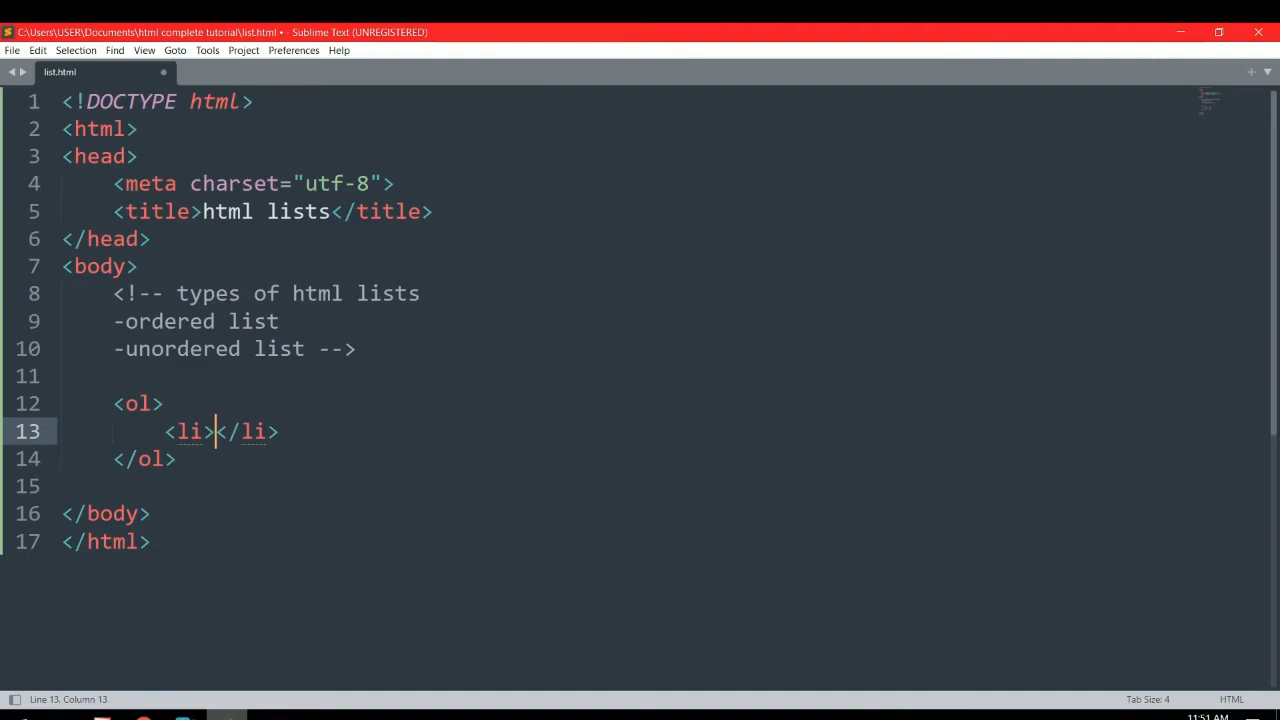 C:\Users\USER\Documents\html complete tutorial\list.html • - Sublime Text (UNREGISTERED)
File Edit Selection Find View Goto Tools Project Preferences Help
list.html
1 <!DOCTYPE html>
2 <html>
3 <head>
4 <meta charset="utf-8">
5 <title>html lists</title>
6 </head>
7 <body>
8 <!-- types of html lists
9 -ordered list
10 -unordered list -->
11
12 <ol>
13 <li></li>
14 </ol>
15
16 </body>
17 </html>
Line 13, Column 13 Tab Size: 4 HTML
11:51 AM